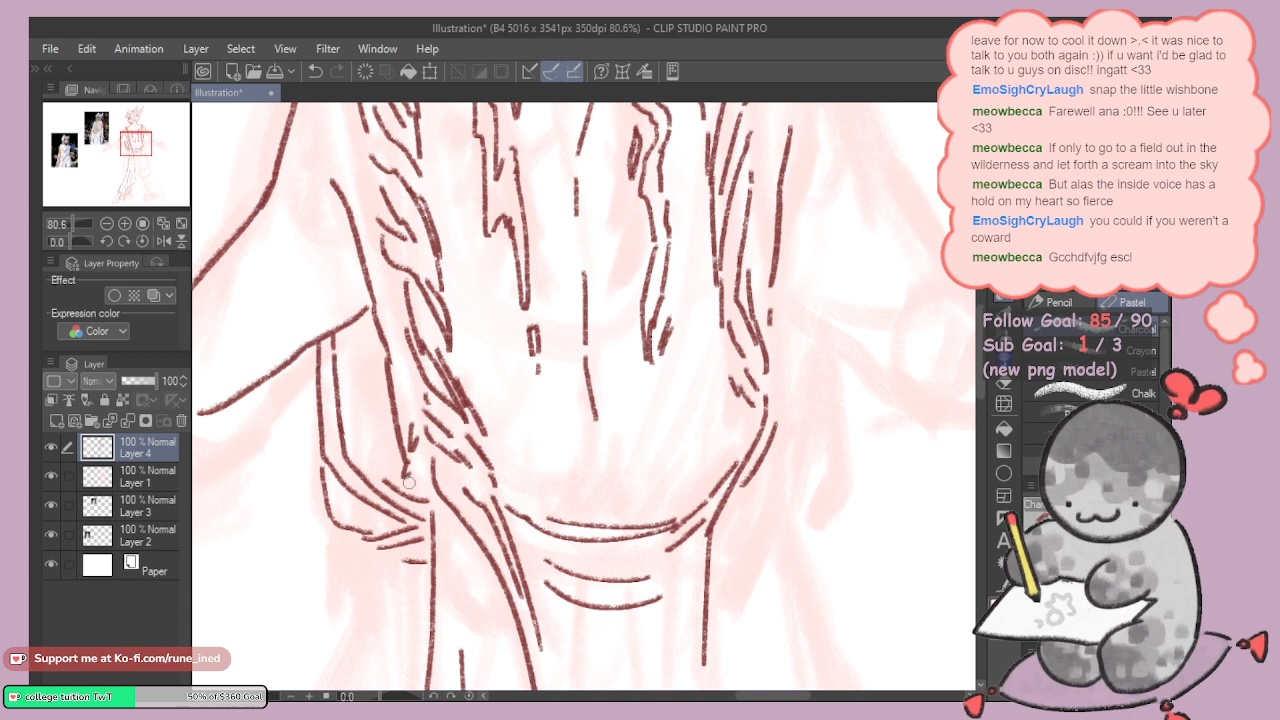 Illustration* (B4 5016 x 3541px 350dpi 80.6%) - CLIP STUDIO PAINT PRO
File Edit Animation Layer Select View Filter Window Help
Illustration*
Navi
80.6
0.0
Layer Property
Effect
Expression color
Color
Layer
Norm 100
100 % Normal
Layer 4
100 % Normal
Layer 1
100 % Normal
Layer 3
100 % Normal
Layer 2
Paper
0.0
Support me at Ko-fi.com/rune_ined
college tuition TwT 50% of $360 Goal
leave for now to cool it down >.< it was nice to
talk to you both again :)) if u want i'd be glad to
talk to u guys on disc!! ingatt <33
EmoSighCryLaugh snap the little wishbone
meowbecca Farewell ana :0!!! See u later
<33
meowbecca If only to go to a field out in the
wilderness and let forth a scream into the sky
meowbecca But alas the inside voice has a
hold on my heart so fierce
EmoSighCryLaugh you could if you weren't a
coward
meowbecca Gcchdfvjfg escl
Pencil Pastel
Follow Goal: 85 / 90
Charcoal
Sub Goal: 1 / 3
Crayon
(new png model)
Pastel
Chalk